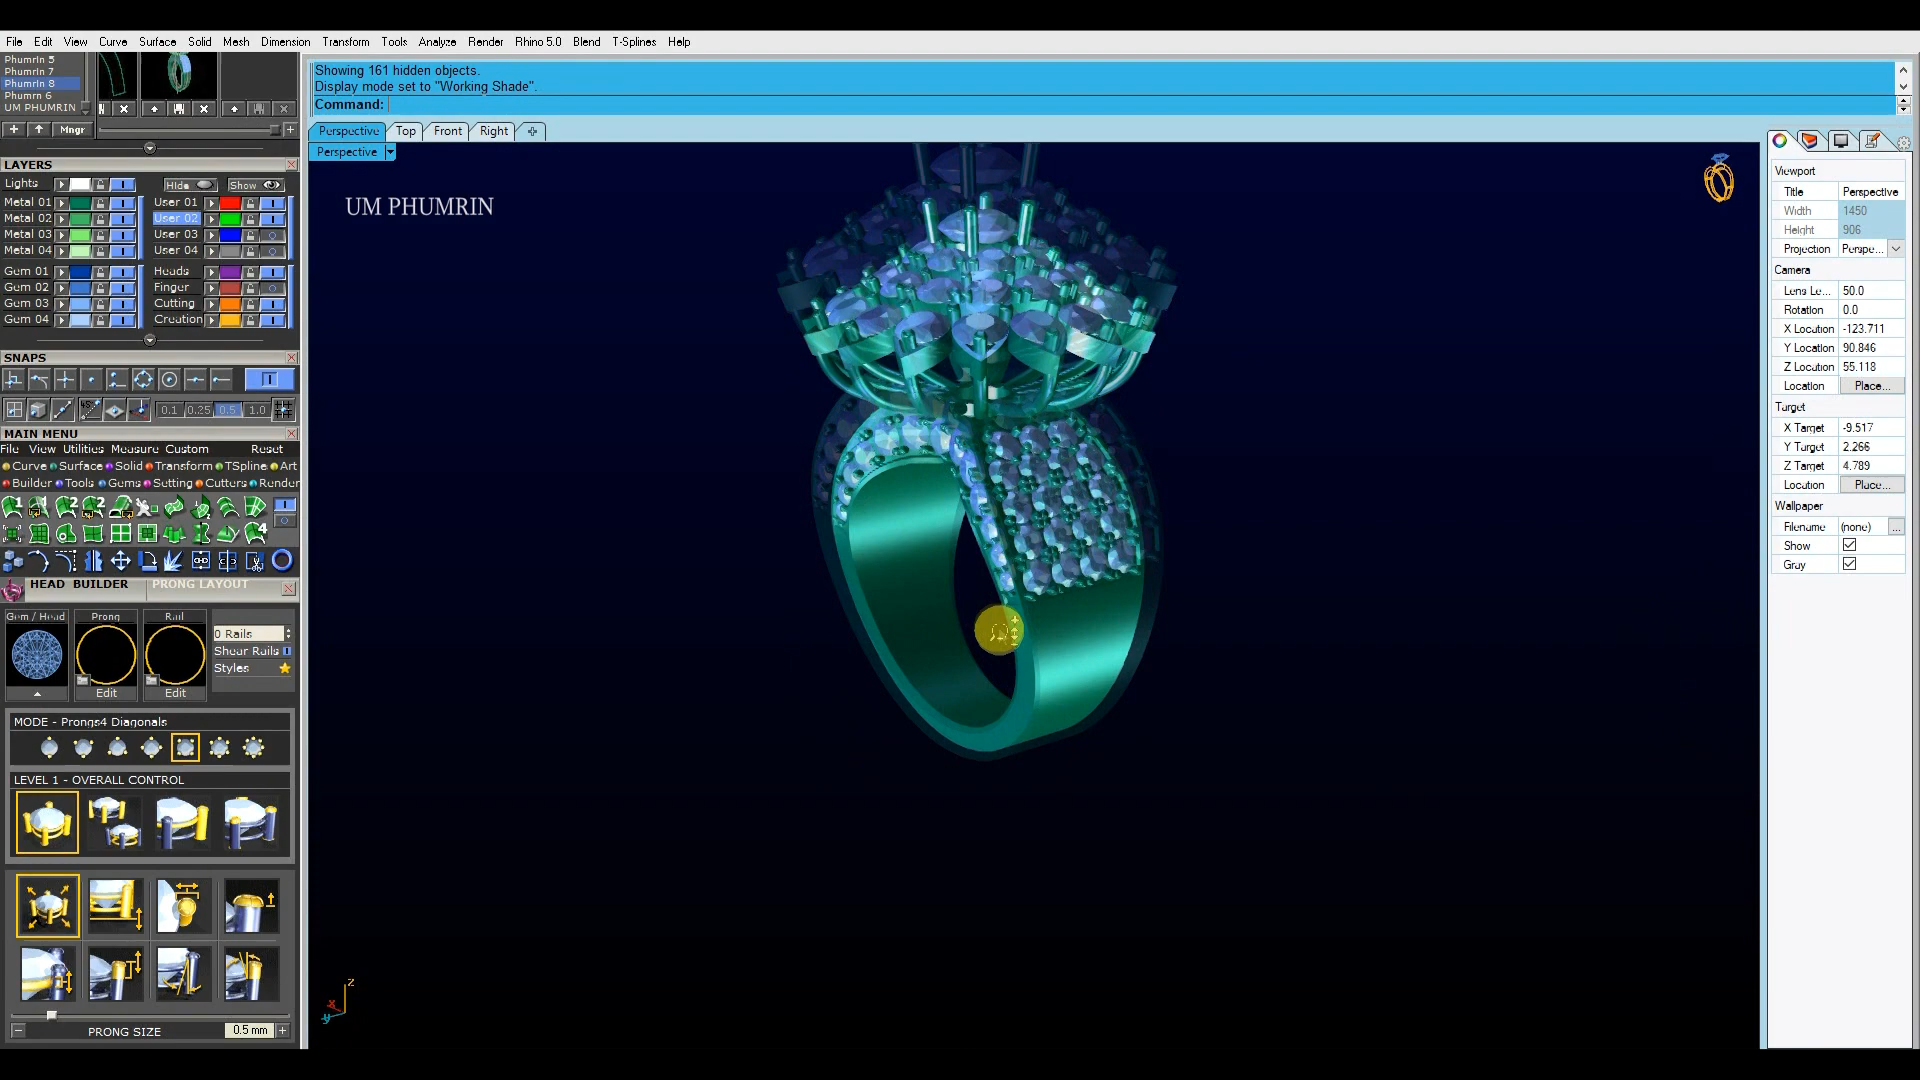 File Edit View Curve Surface Solid Mesh Dimension Transform Tools Analyze Render Rhino 5.0 Blend T-Splines Help
Phumrin 5
Phumrin 7
Phumrin 8
Phumrn 6
UM PHUMRIN
Mngr
Showing 161 hidden objects.
Display mode set to "Working Shade".
Command:
Perspective Top Front Right
Perspective
UM PHUMRIN
LAYERS
Lights Hide Show
Metal 01 User 01
Metal 02 User 02
Metal 03 User 03
Metal 04 User 04
Gem 01 Heads
Gem 02 Finger
Gem 03 Cutting
Gem 04 Creation
SNAPS
0.1 0.25 0.5 1.0
MAIN MENU
File View Utilities Measure Custom Reset
Curve Surface Solid Transform TSpline Art
Builder Tools Gems Setting Cutters Render
HEAD BUILDER PRONG LAYOUT
Gem / Head Prong Rail
0 Rails
Shear Rails
Styles
Edit Edit
MODE - Prongs4 Diagonals
LEVEL 1 - OVERALL CONTROL
PRONG SIZE 0.5 mm
z
x
y
Viewport
Title Perspective
Width 1450
Height 906
Projection Perspe...
Camera
Lens Le... 50.0
Rotation 0.0
X Location -123.711
Y Location 90.846
Z Location 55.118
Location Place...
Target
X Target -9.517
Y Target 2.266
Z Target 4.789
Location Place...
Wallpaper
Filename (none) ...
Show
Gray